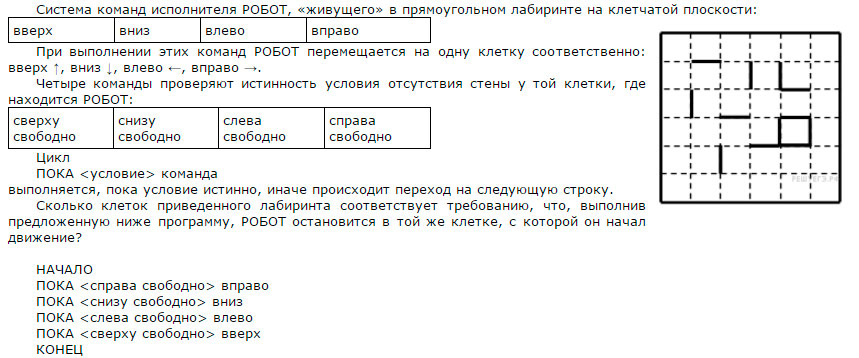 Система команд исполнителя РОБОТ, «живущего» в прямоугольном лабиринте на клетчатой плоскости:
вверх вниз влево вправо
При выполнении этих команд РОБОТ перемещается на одну клетку соответственно:
вверх ↑, вниз ↓, влево ←, вправо →.
Четыре команды проверяют истинность условия отсутствия стены у той клетки, где
находится РОБОТ:
сверху снизу слева справа
свободно свободно свободно свободно
Цикл
ПОКА <условие> команда
выполняется, пока условие истинно, иначе происходит переход на следующую строку.
Сколько клеток приведенного лабиринта соответствует требованию, что, выполнив
предложенную ниже программу, РОБОТ остановится в той же клетке, с которой он начал
движение?
НАЧАЛО
ПОКА <справа свободно> вправо
ПОКА <снизу свободно> вниз
ПОКА <слева свободно> влево
ПОКА <сверху свободно> вверх
КОНЕЦ